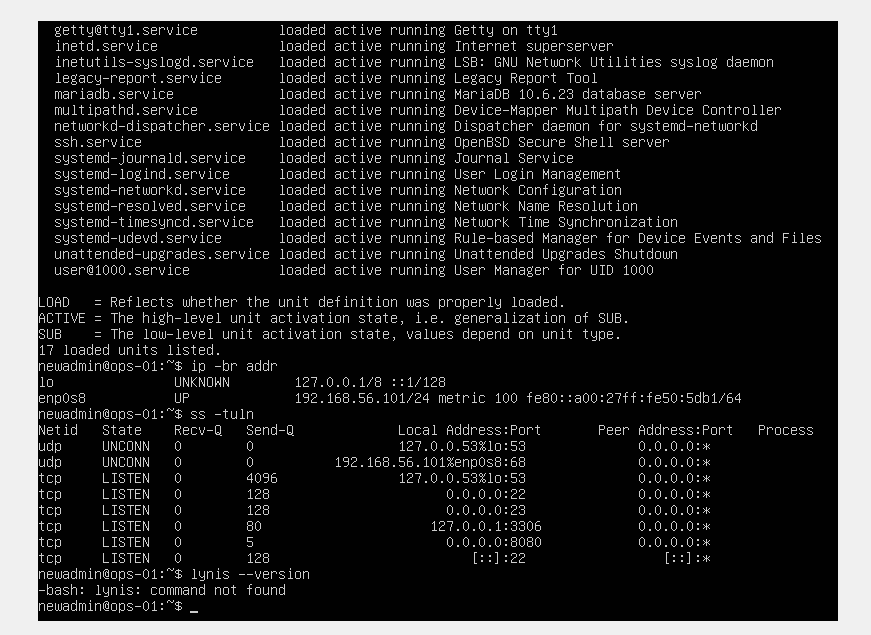 getty@tty1.service          loaded active running Getty on tty1
inetd.service               loaded active running Internet superserver
inetutils-syslogd.service   loaded active running LSB: GNU Network Utilities syslog daemon
legacy-report.service       loaded active running Legacy Report Tool
mariadb.service             loaded active running MariaDB 10.6.23 database server
multipathd.service          loaded active running Device-Mapper Multipath Device Controller
networkd-dispatcher.service loaded active running Dispatcher daemon for systemd-networkd
ssh.service                 loaded active running OpenBSD Secure Shell server
systemd-journald.service    loaded active running Journal Service
systemd-logind.service      loaded active running User Login Management
systemd-networkd.service    loaded active running Network Configuration
systemd-resolved.service    loaded active running Network Name Resolution
systemd-timesyncd.service   loaded active running Network Time Synchronization
systemd-udevd.service       loaded active running Rule-based Manager for Device Events and Files
unattended-upgrades.service loaded active running Unattended Upgrades Shutdown
user@1000.service           loaded active running User Manager for UID 1000
LOAD   = Reflects whether the unit definition was properly loaded.
ACTIVE = The high-level unit activation state, i.e. generalization of SUB.
SUB    = The low-level unit activation state, values depend on unit type.
17 loaded units listed.
newadmin@ops-01:~$ ip -br addr
lo               UNKNOWN        127.0.0.1/8 ::1/128
enp0s8           UP             192.168.56.101/24 metric 100 fe80::a00:27ff:fe50:5db1/64
newadmin@ops-01:~$ ss -tuln
Netid   State    Recv-Q   Send-Q             Local Address:Port       Peer Address:Port   Process
udp     UNCONN   0        0                  127.0.0.53%lo:53              0.0.0.0:*
udp     UNCONN   0        0          192.168.56.101%enp0s8:68              0.0.0.0:*
tcp     LISTEN   0        4096               127.0.0.53%lo:53              0.0.0.0:*
tcp     LISTEN   0        128                      0.0.0.0:22              0.0.0.0:*
tcp     LISTEN   0        128                      0.0.0.0:23              0.0.0.0:*
tcp     LISTEN   0        80                     127.0.0.1:3306            0.0.0.0:*
tcp     LISTEN   0        5                        0.0.0.0:8080            0.0.0.0:*
tcp     LISTEN   0        128                         [::]:22                 [::]:*
newadmin@ops-01:~$ lynis --version
-bash: lynis: command not found
newadmin@ops-01:~$ _